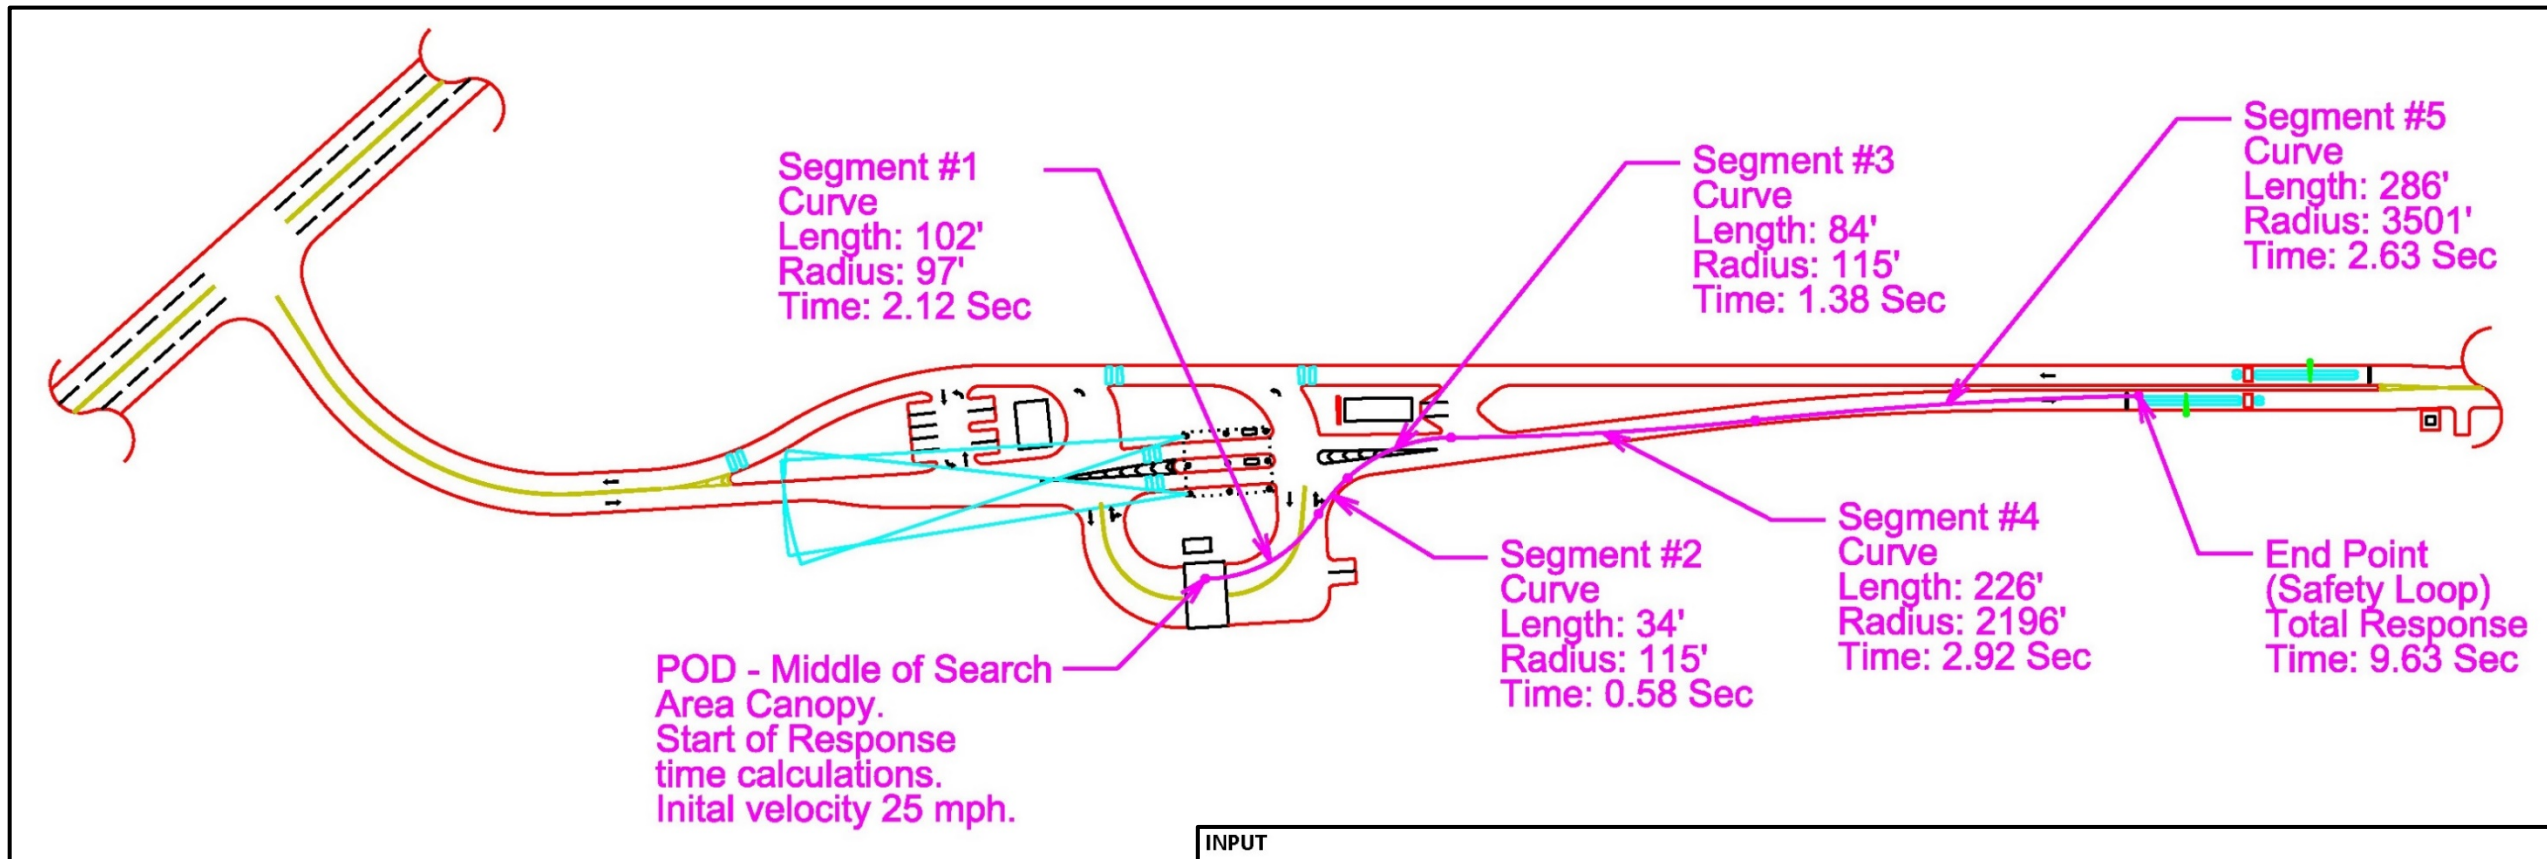 Segment #1
Curve
Length: 102'
Radius: 97'
Time: 2.12 Sec
Segment #3
Curve
Length: 84'
Radius: 115'
Time: 1.38 Sec
Segment #5
Curve
Length: 286'
Radius: 3501'
Time: 2.63 Sec
POD - Middle of Search
Area Canopy.
Start of Response
time calculations.
Inital velocity 25 mph.
Segment #2
Curve
Length: 34'
Radius: 115'
Time: 0.58 Sec
Segment #4
Curve
Length: 226'
Radius: 2196'
Time: 2.92 Sec
End Point
(Safety Loop)
Total Response
Time: 9.63 Sec
INPUT